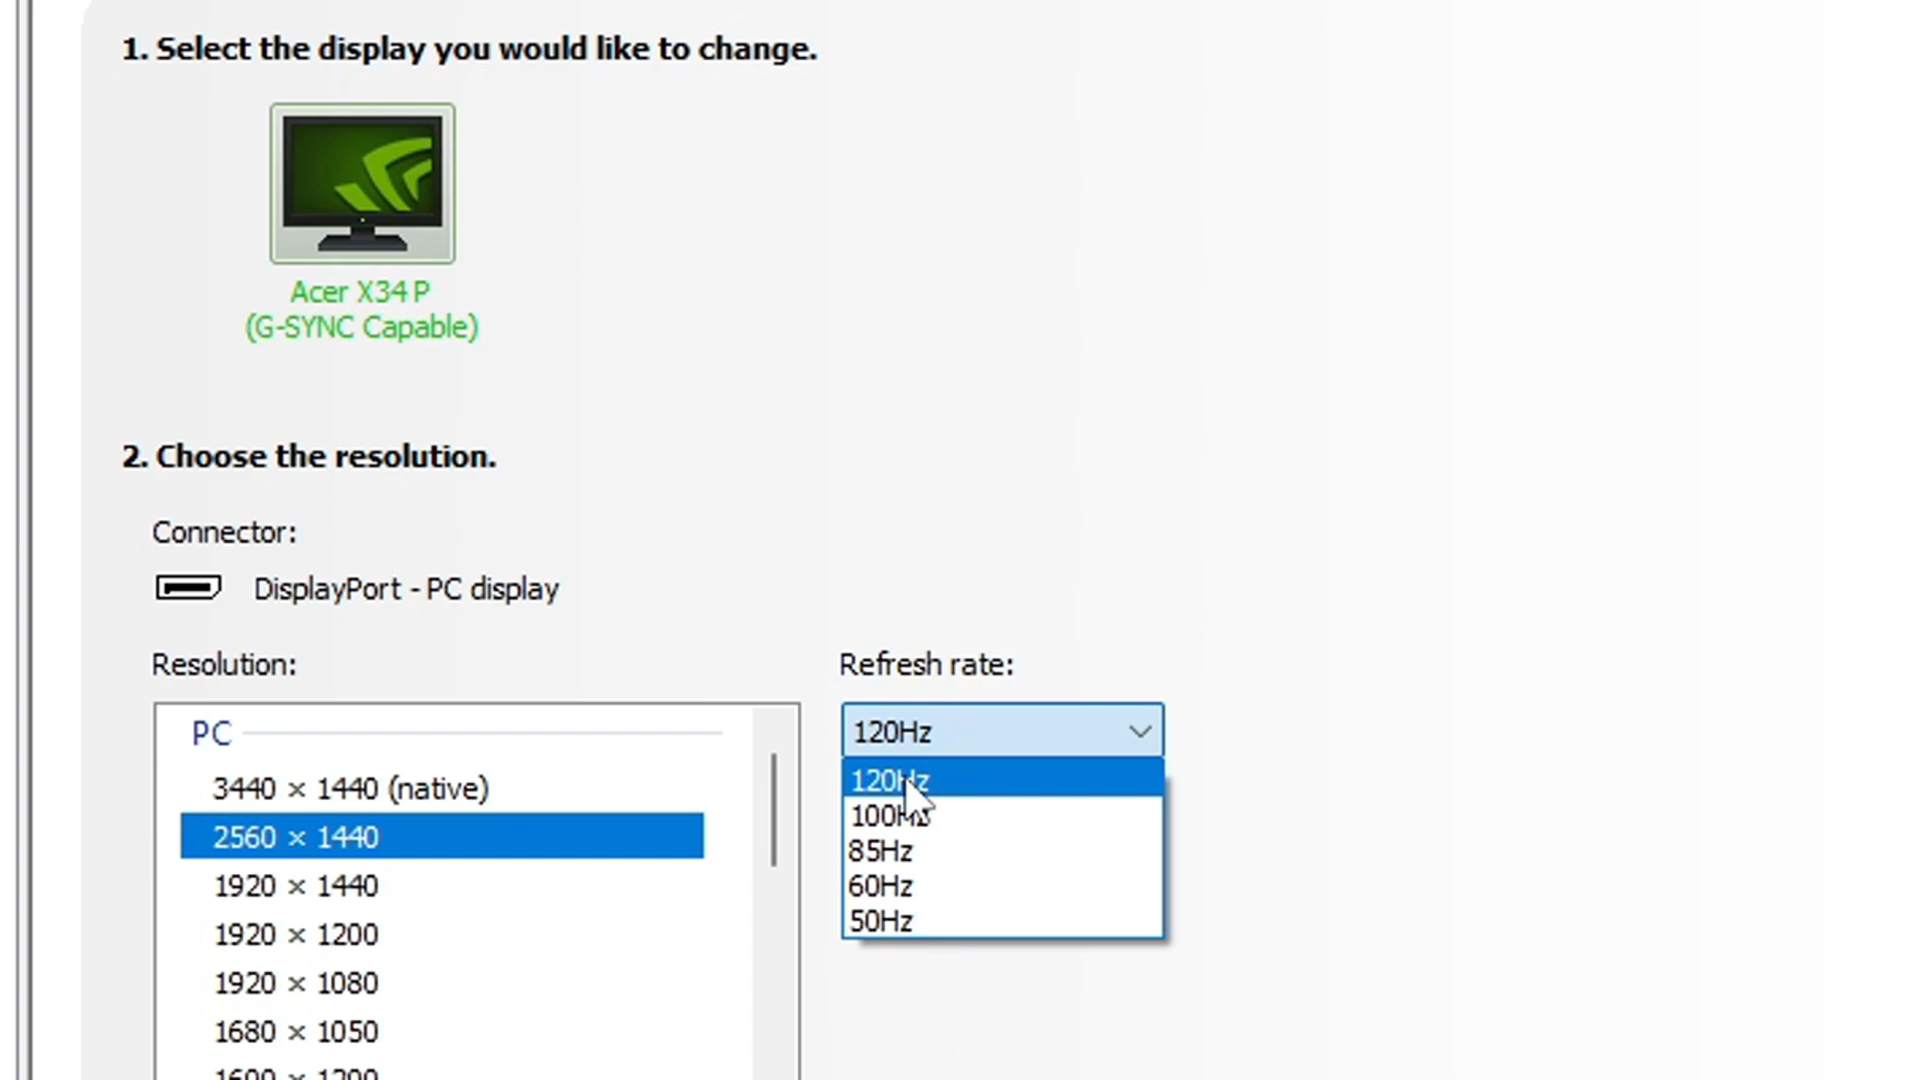 1. Select the display you would like to change.
Acer X34 P
(G-SYNC Capable)
2. Choose the resolution.
Connector:
DisplayPort - PC display
Resolution:
Refresh rate:
PC
3440 × 1440 (native)
2560 × 1440
1920 × 1440
1920 × 1200
1920 × 1080
1680 × 1050
1600 × 1200
120Hz
120Hz
100Hz
85Hz
60Hz
50Hz